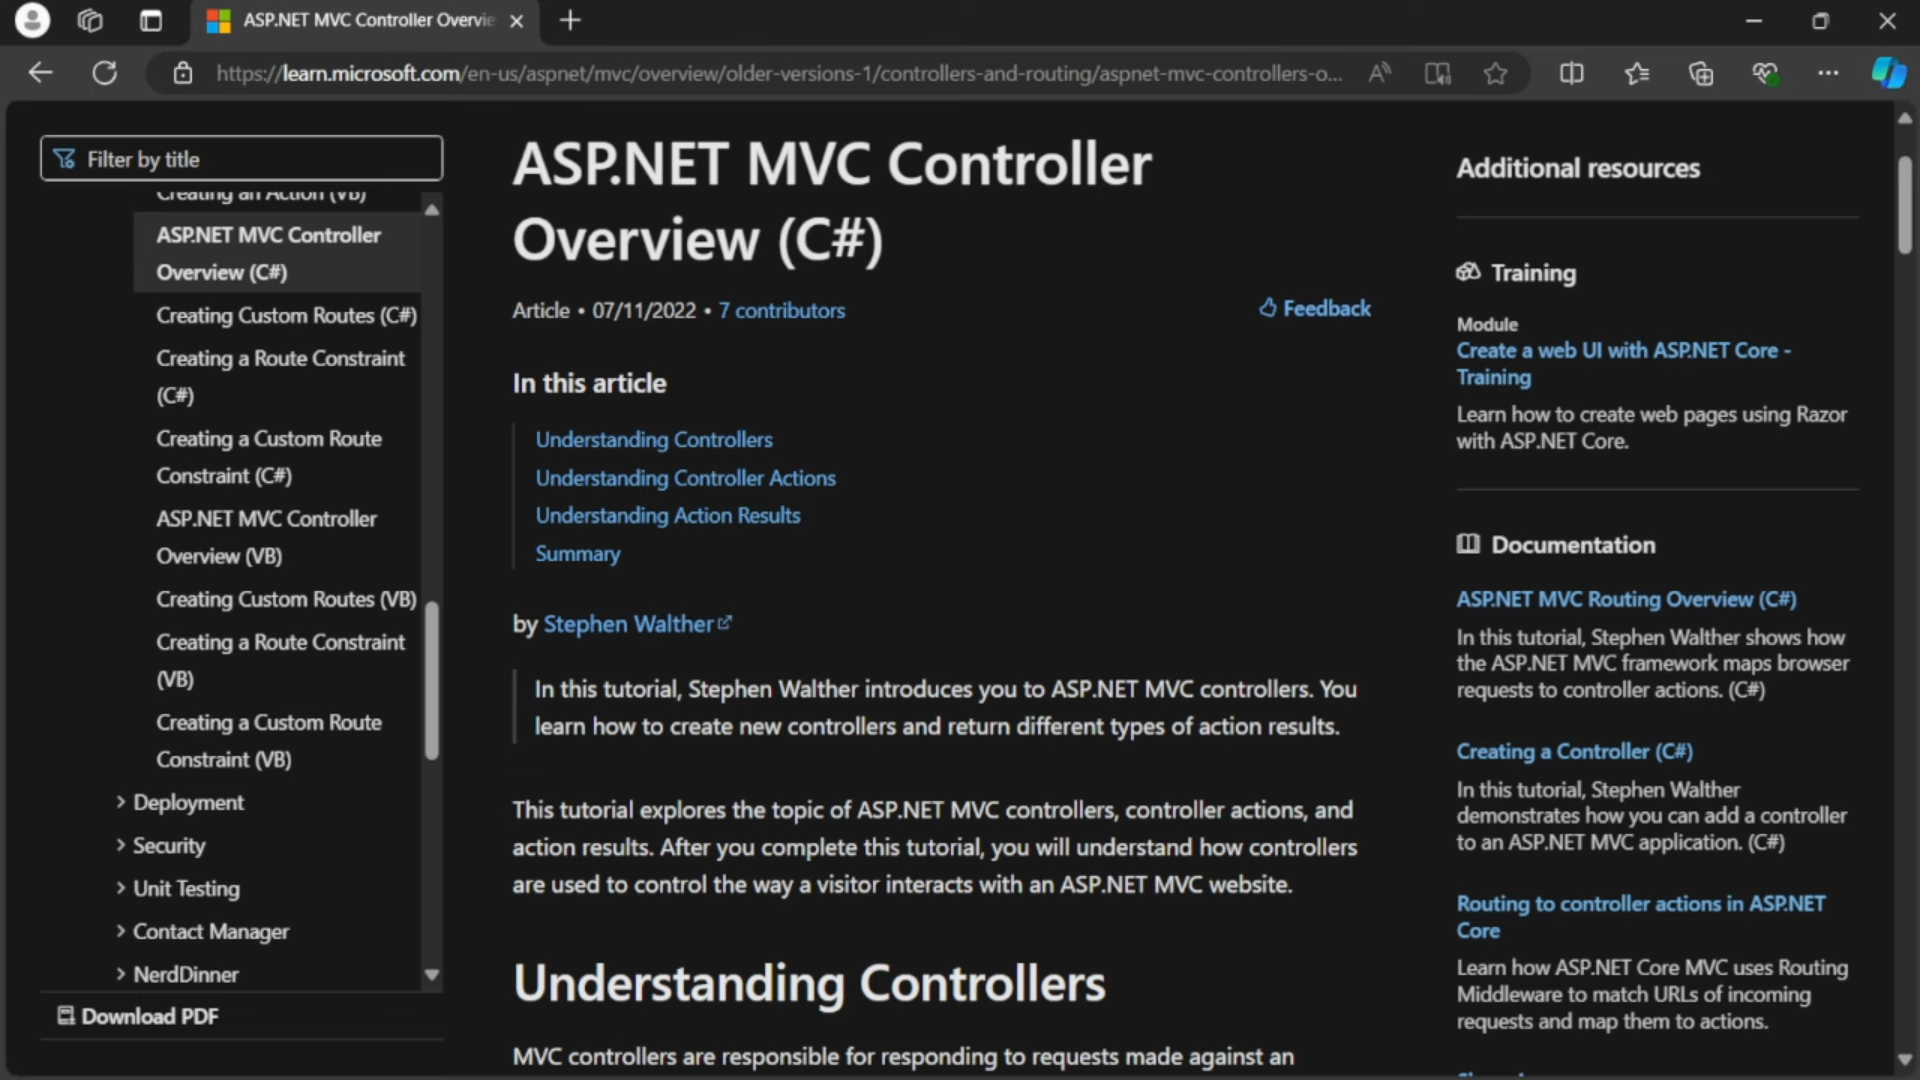 ASP.NET MVC Controller Overvie
https://learn.microsoft.com/en-us/aspnet/mvc/overview/older-versions-1/controllers-and-routing/aspnet-mvc-controllers-o...
Filter by title
Creating an Action (VB)
ASP.NET MVC Controller
Overview (C#)
Creating Custom Routes (C#)
Creating a Route Constraint
(C#)
Creating a Custom Route
Constraint (C#)
ASP.NET MVC Controller
Overview (VB)
Creating Custom Routes (VB)
Creating a Route Constraint
(VB)
Creating a Custom Route
Constraint (VB)
Deployment
Security
Unit Testing
Contact Manager
NerdDinner
Download PDF
ASP.NET MVC Controller
Overview (C#)
Article • 07/11/2022 • 7 contributors
Feedback
In this article
Understanding Controllers
Understanding Controller Actions
Understanding Action Results
Summary
by Stephen Walther
In this tutorial, Stephen Walther introduces you to ASP.NET MVC controllers. You
learn how to create new controllers and return different types of action results.
This tutorial explores the topic of ASP.NET MVC controllers, controller actions, and
action results. After you complete this tutorial, you will understand how controllers
are used to control the way a visitor interacts with an ASP.NET MVC website.
Understanding Controllers
MVC controllers are responsible for responding to requests made against an
Additional resources
Training
Module
Create a web UI with ASP.NET Core -
Training
Learn how to create web pages using Razor
with ASP.NET Core.
Documentation
ASP.NET MVC Routing Overview (C#)
In this tutorial, Stephen Walther shows how
the ASP.NET MVC framework maps browser
requests to controller actions. (C#)
Creating a Controller (C#)
In this tutorial, Stephen Walther
demonstrates how you can add a controller
to an ASP.NET MVC application. (C#)
Routing to controller actions in ASP.NET
Core
Learn how ASP.NET Core MVC uses Routing
Middleware to match URLs of incoming
requests and map them to actions.